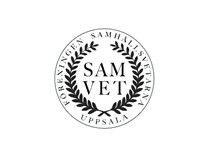 FÖRENINGEN SAMHÄLLSVETARNA
SAM
VET
UPPSALA